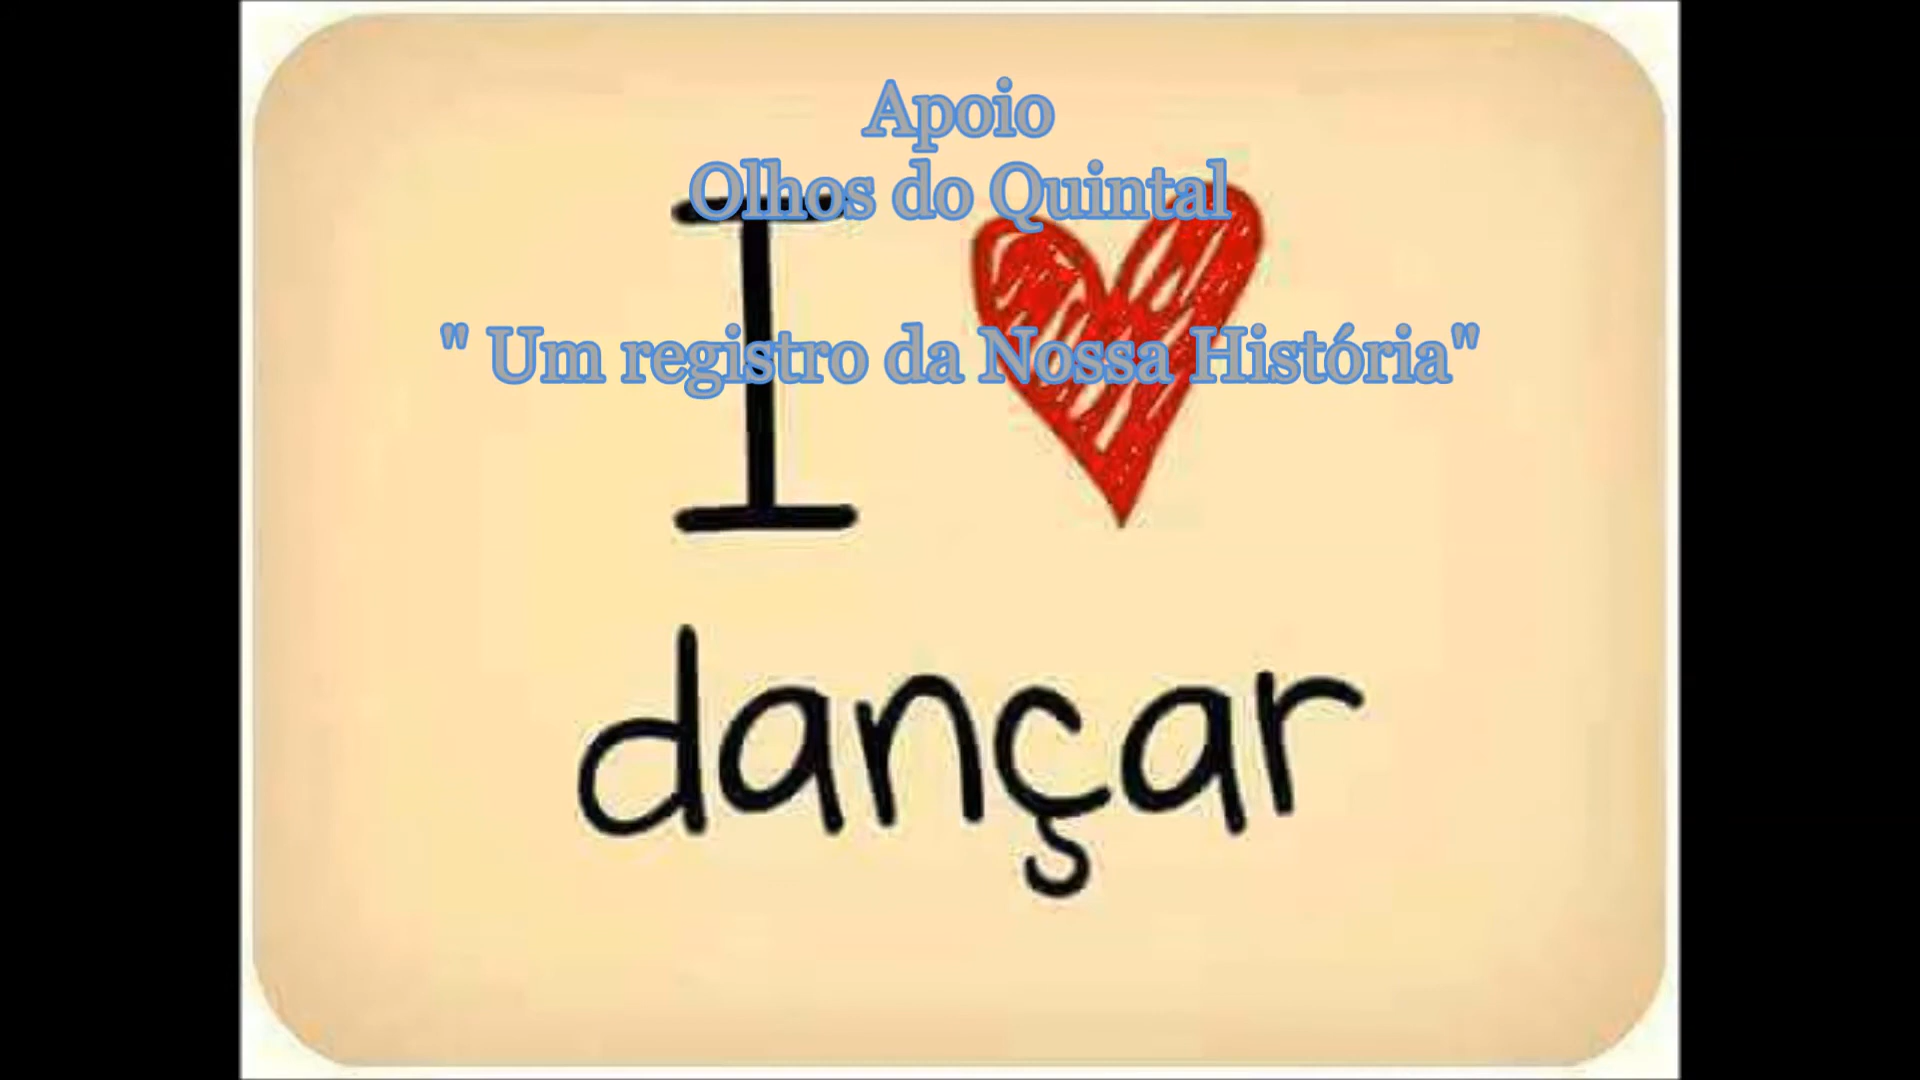 Apoio
Olhos do Quintal
" Um registro da Nossa História"
I
dançar